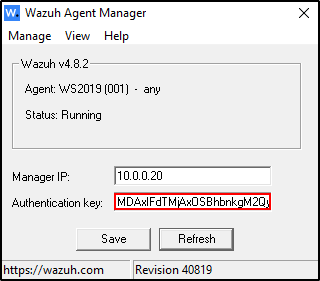 W. Wazuh Agent Manager
Manage View Help
Wazuh v4.8.2
Agent: WS2019 (001) - any
Status: Running
Manager IP: 10.0.0.20
Authentication key:
Save Refresh
https://wazuh.com Revision 40819